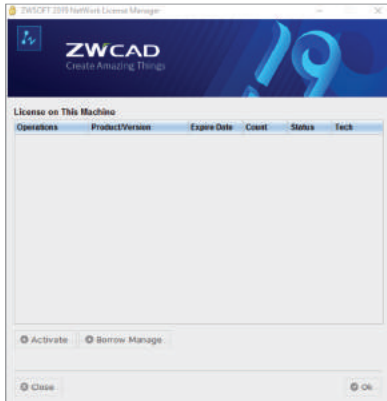 ZWSOFT 2019 NetWork License Manager
ZWCAD
Create Amazing Things
License on This Machine
Operations Product/Version Expire Date Count Status Tech
Activate Borrow Manage
Close Ok